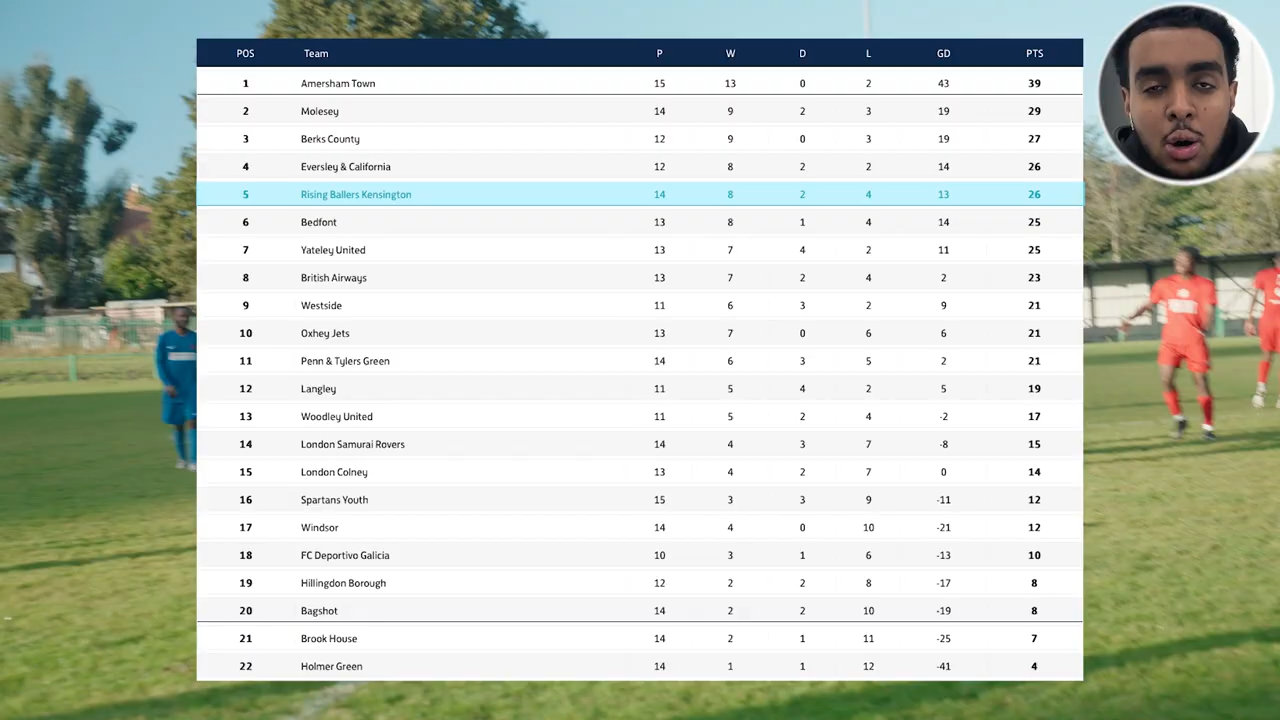 POS Team P W D L GD PTS
1 Amersham Town 15 13 0 2 43 39
2 Molesey 14 9 2 3 19 29
3 Berks County 12 9 0 3 19 27
4 Eversley & California 12 8 2 2 14 26
5 Rising Ballers Kensington 14 8 2 4 13 26
6 Bedfont 13 8 1 4 14 25
7 Yateley United 13 7 4 2 11 25
8 British Airways 13 7 2 4 2 23
9 Westside 11 6 3 2 9 21
10 Oxhey Jets 13 7 0 6 6 21
11 Penn & Tylers Green 14 6 3 5 2 21
12 Langley 11 5 4 2 5 19
13 Woodley United 11 5 2 4 -2 17
14 London Samurai Rovers 14 4 3 7 -8 15
15 London Colney 13 4 2 7 0 14
16 Spartans Youth 15 3 3 9 -11 12
17 Windsor 14 4 0 10 -21 12
18 FC Deportivo Galicia 10 3 1 6 -13 10
19 Hillingdon Borough 12 2 2 8 -17 8
20 Bagshot 14 2 2 10 -19 8
21 Brook House 14 2 1 11 -25 7
22 Holmer Green 14 1 1 12 -41 4